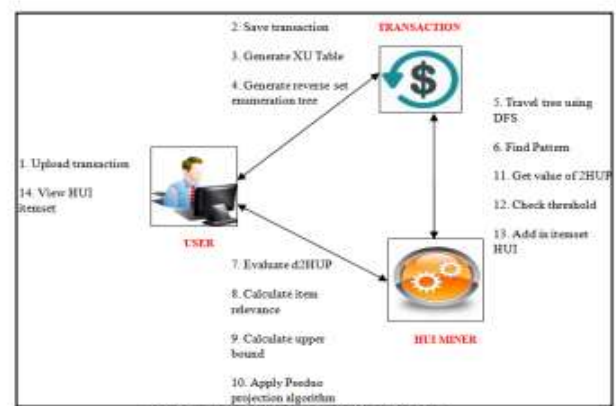 2. Save transaction
TRANSACTION
3. Generate XU Table
4. Generate reverse set
enumeration tree
5. Travel tree using
DFS
6. Find Pattern
11. Get value of 2HUP
12. Check threshold
13. Add in itemset
HUI
1. Upload transaction
14. View HUI
itemset
USER
7. Evaluate d2HUP
8. Calculate item
relevance
9. Calculate upper
bound
10. Apply Pseduo
projection algorithm
HUI MINER